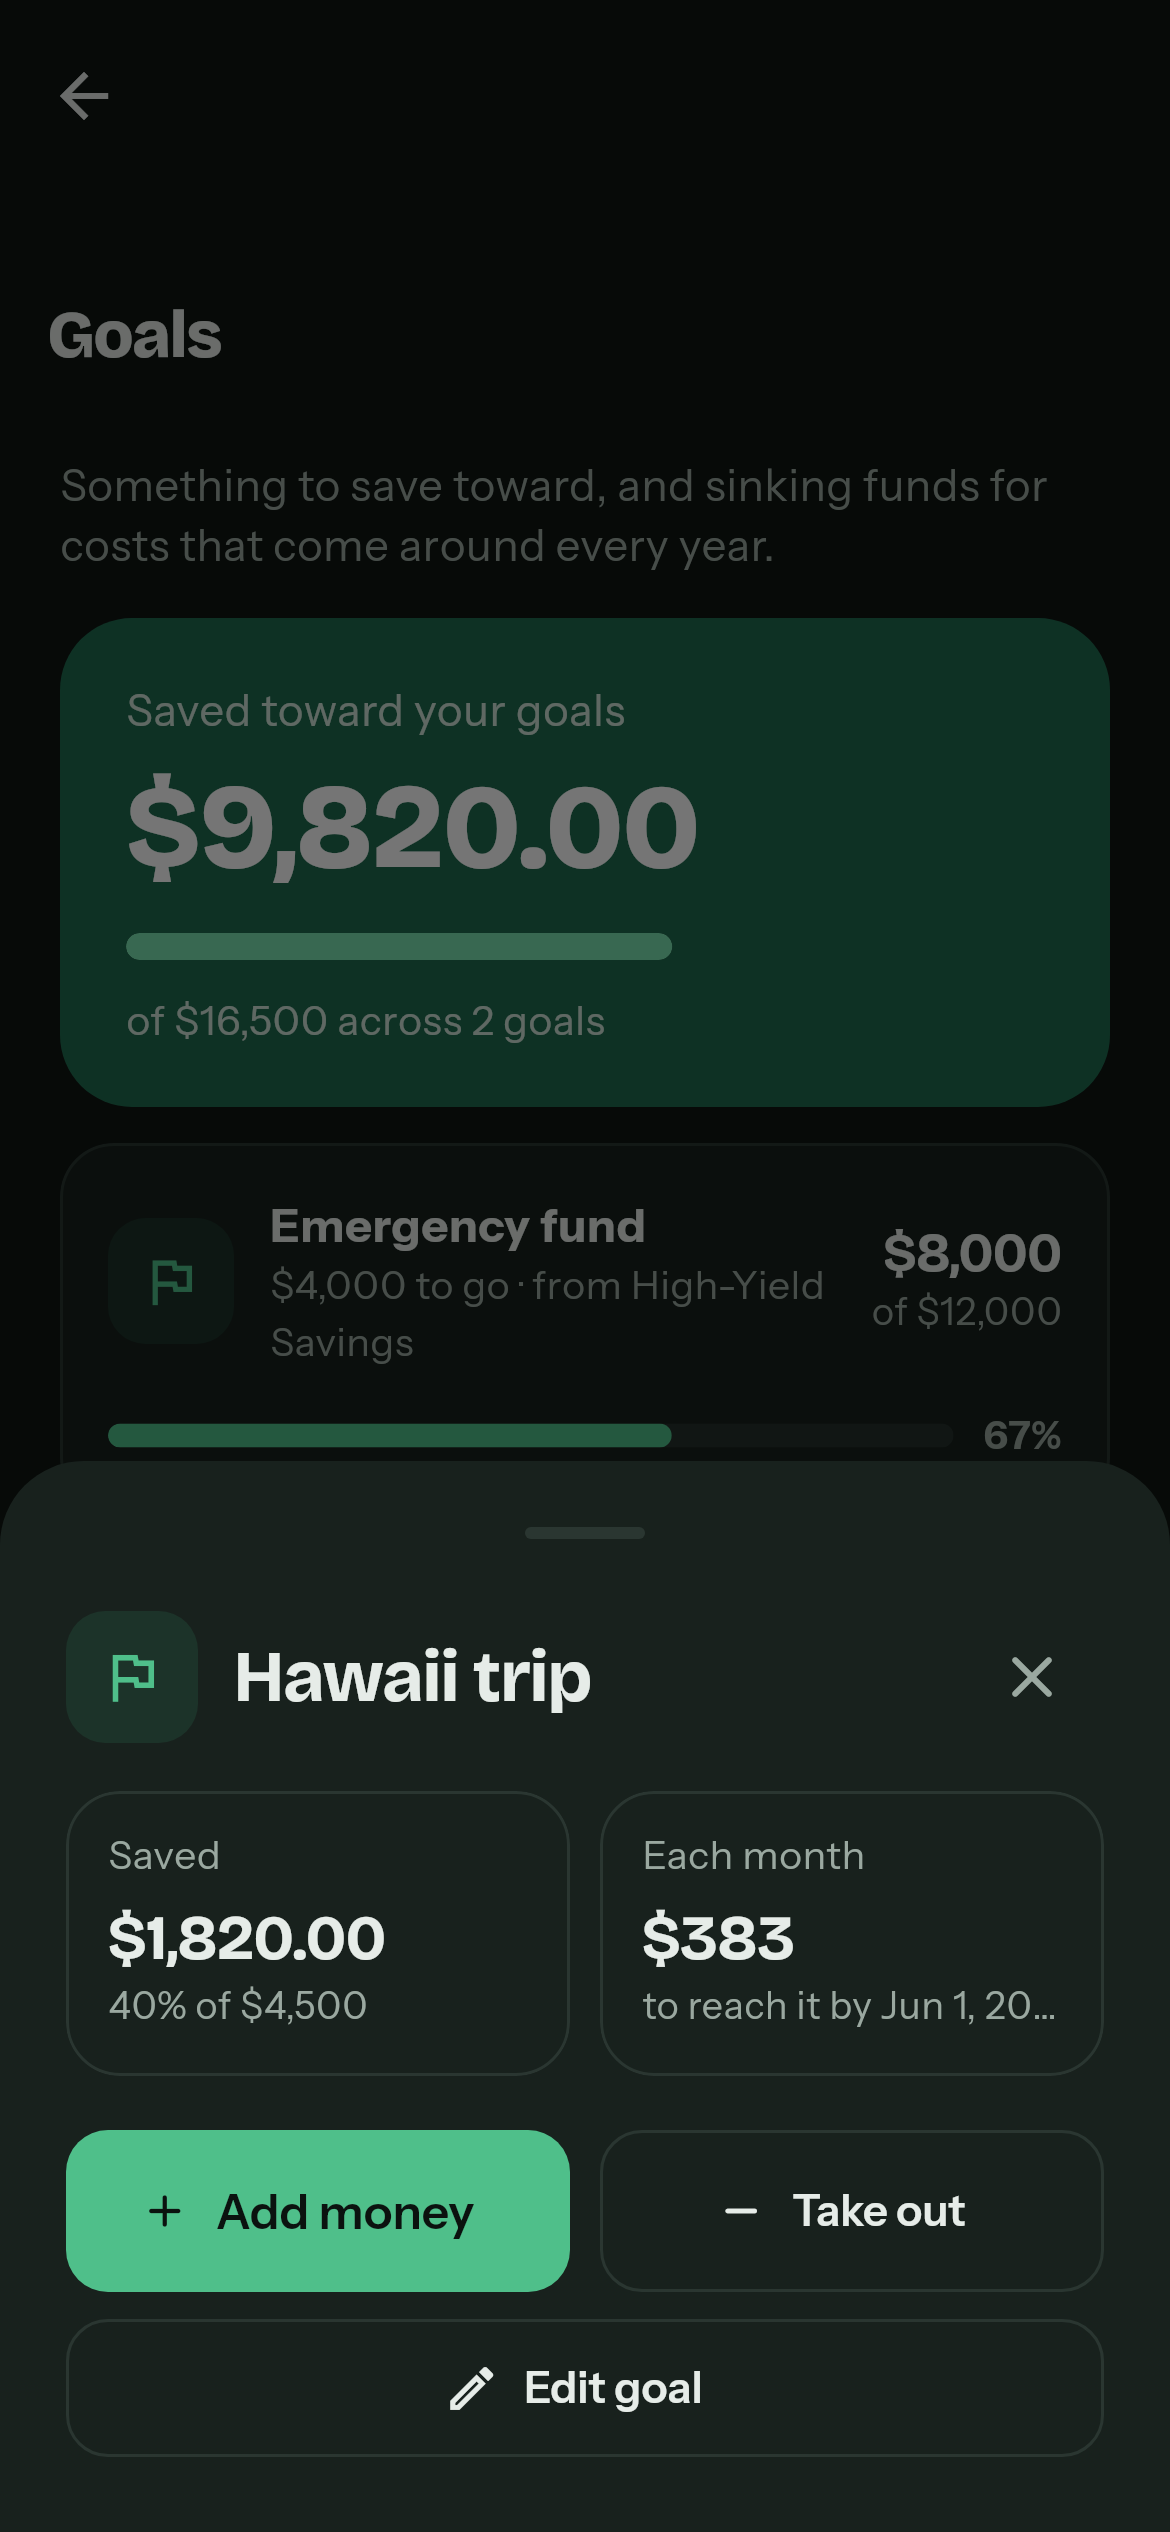 Goals
Something to save toward, and sinking funds for
costs that come around every year.
Saved toward your goals
$9,820.00
of $16,500 across 2 goals
Emergency fund
$4,000 to go · from High-Yield
Savings
$8,000
of $12,000
67%
Hawaii trip
Saved
$1,820.00
40% of $4,500
Each month
$383
to reach it by Jun 1, 20...
Add money
Take out
Edit goal